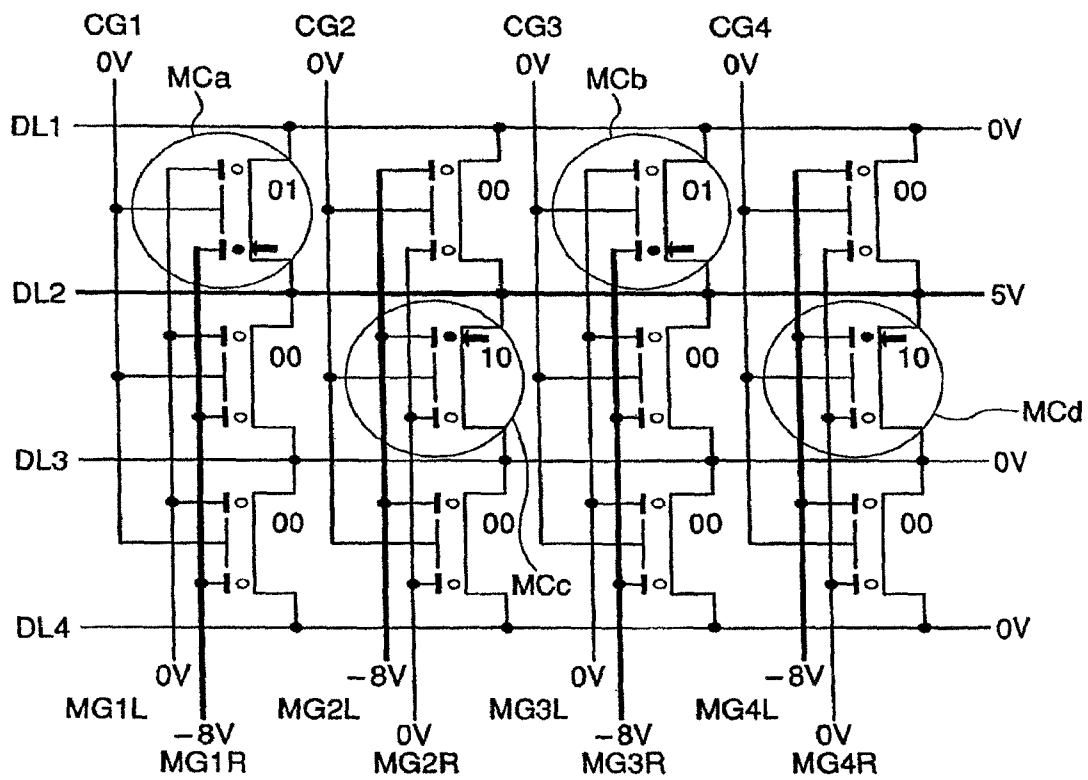 CG1 CG2 CG3 CG4
0V 0V 0V 0V
MCa MCb
DL1 0V
01 00 01 00
DL2 5V
00 10 00 10
MCd
DL3 0V
00 00 00 00
MCc
DL4 0V
0V -8V 0V -8V
MG1L MG2L MG3L MG4L
-8V 0V -8V 0V
MG1R MG2R MG3R MG4R